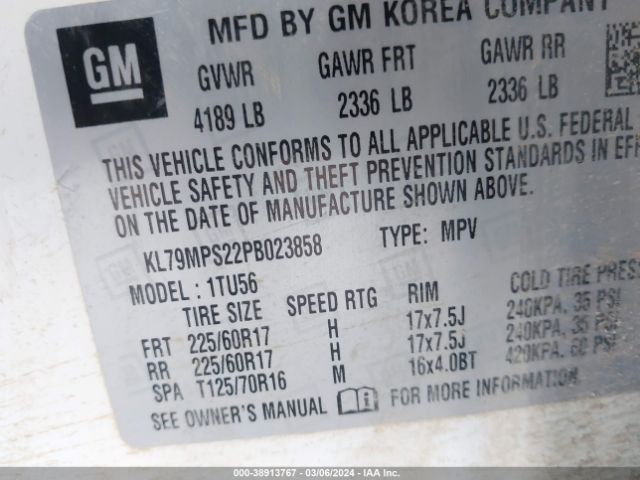 GM
MFD BY GM KOREA COMPANY
GVWR GAWR FRT GAWR RR
4189 LB 2336 LB 2336 LB
THIS VEHICLE CONFORMS TO ALL APPLICABLE U.S. FEDERAL
VEHICLE SAFETY AND THEFT PREVENTION STANDARDS IN EFF
ON THE DATE OF MANUFACTURE SHOWN ABOVE.
KL79MPS22PB023858 TYPE: MPV
MODEL : 1TU56
TIRE SIZE SPEED RTG RIM COLD TIRE PRES
FRT 225/60R17 H 17x7.5J 240KPA, 35 PSI
RR 225/60R17 H 17x7.5J 240KPA, 35 PSI
SPA T125/70R16 M 16x4.0BT 420KPA, 60 PSI
SEE OWNER'S MANUAL FOR MORE INFORMATION
000-38913767 / 03/06/2024 - IAA Inc.